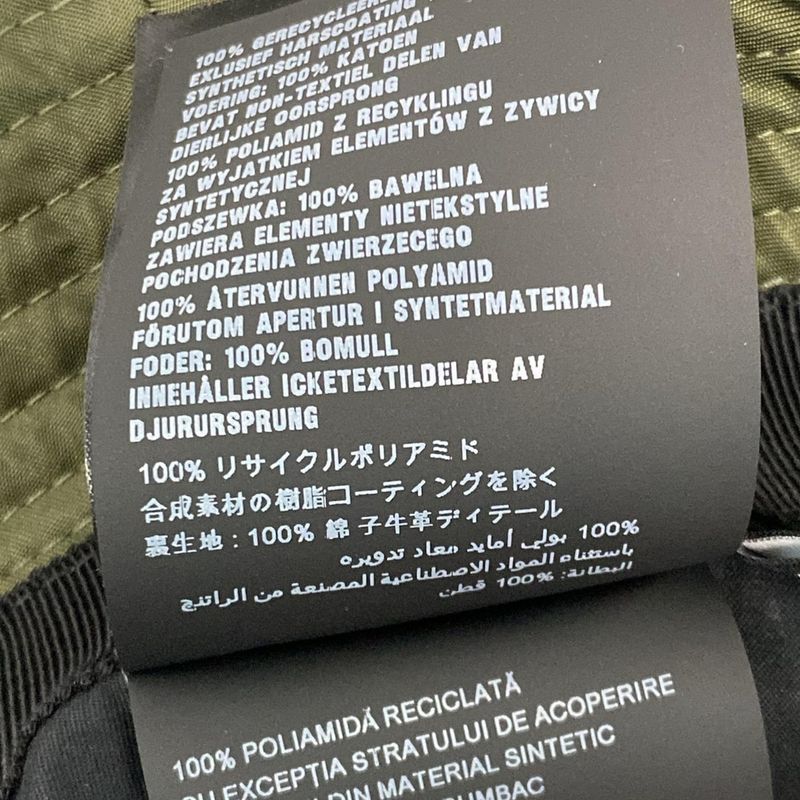 100% GERECYCLEERD
EXLUSIEF HARSCOATING
SYNTHETISCH MATERIAAL
VOERING: 100% KATOEN
BEVAT NON-TEXTIEL DELEN VAN
DIERLIJKE OORSPRONG
100% POLIAMID Z RECYKLINGU
ZA WYJATKIEM ELEMENTÓW Z ZYWICY
SYNTETYCZNEJ
PODSZEWKA: 100% BAWELNA
ZAWIERA ELEMENTY NIETEKSTYLNE
POCHODZENIA ZWIERZECEGO
100% ÅTERVUNNEN POLYAMID
FÖRUTOM APERTUR I SYNTETMATERIAL
FODER: 100% BOMULL
INNEHÅLLER ICKETEXTILDELAR AV
DJURURSPRUNG
100% リサイクルポリアミド
合成素材の樹脂コーティングを除く
裏生地 : 100% 綿 子牛革ディテール
100% بولي أمايد معاد تدويره
باستثناء المواد الاصطناعية المصنعة من الراتنج
البطانة: 100% قطن
100% POLIAMIDĂ RECICLATĂ
CU EXCEPȚIA STRATULUI DE ACOPERIRE
DIN MATERIAL SINTETIC